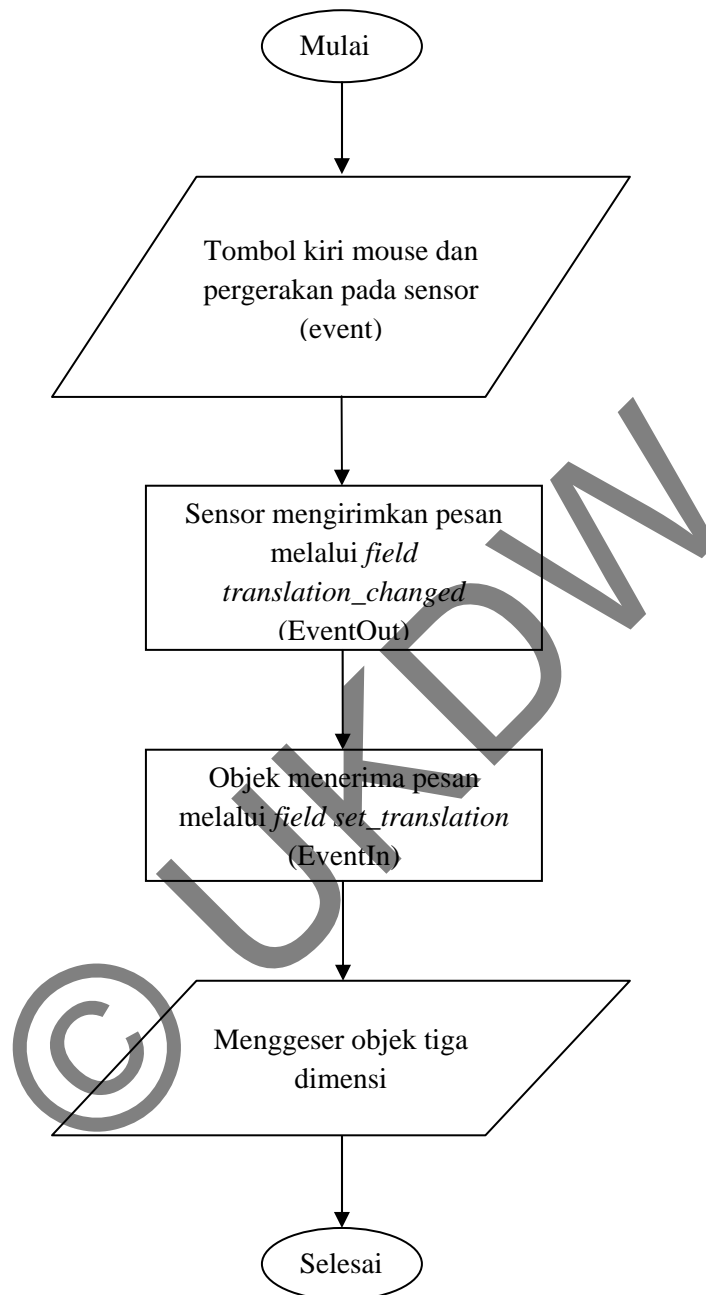 Mulai
Tombol kiri mouse dan
pergerakan pada sensor
(event)
Sensor mengirimkan pesan
melalui field
translation_changed
(EventOut)
Objek menerima pesan
melalui field set_translation
(EventIn)
Menggeser objek tiga
dimensi
Selesai
© UKDW